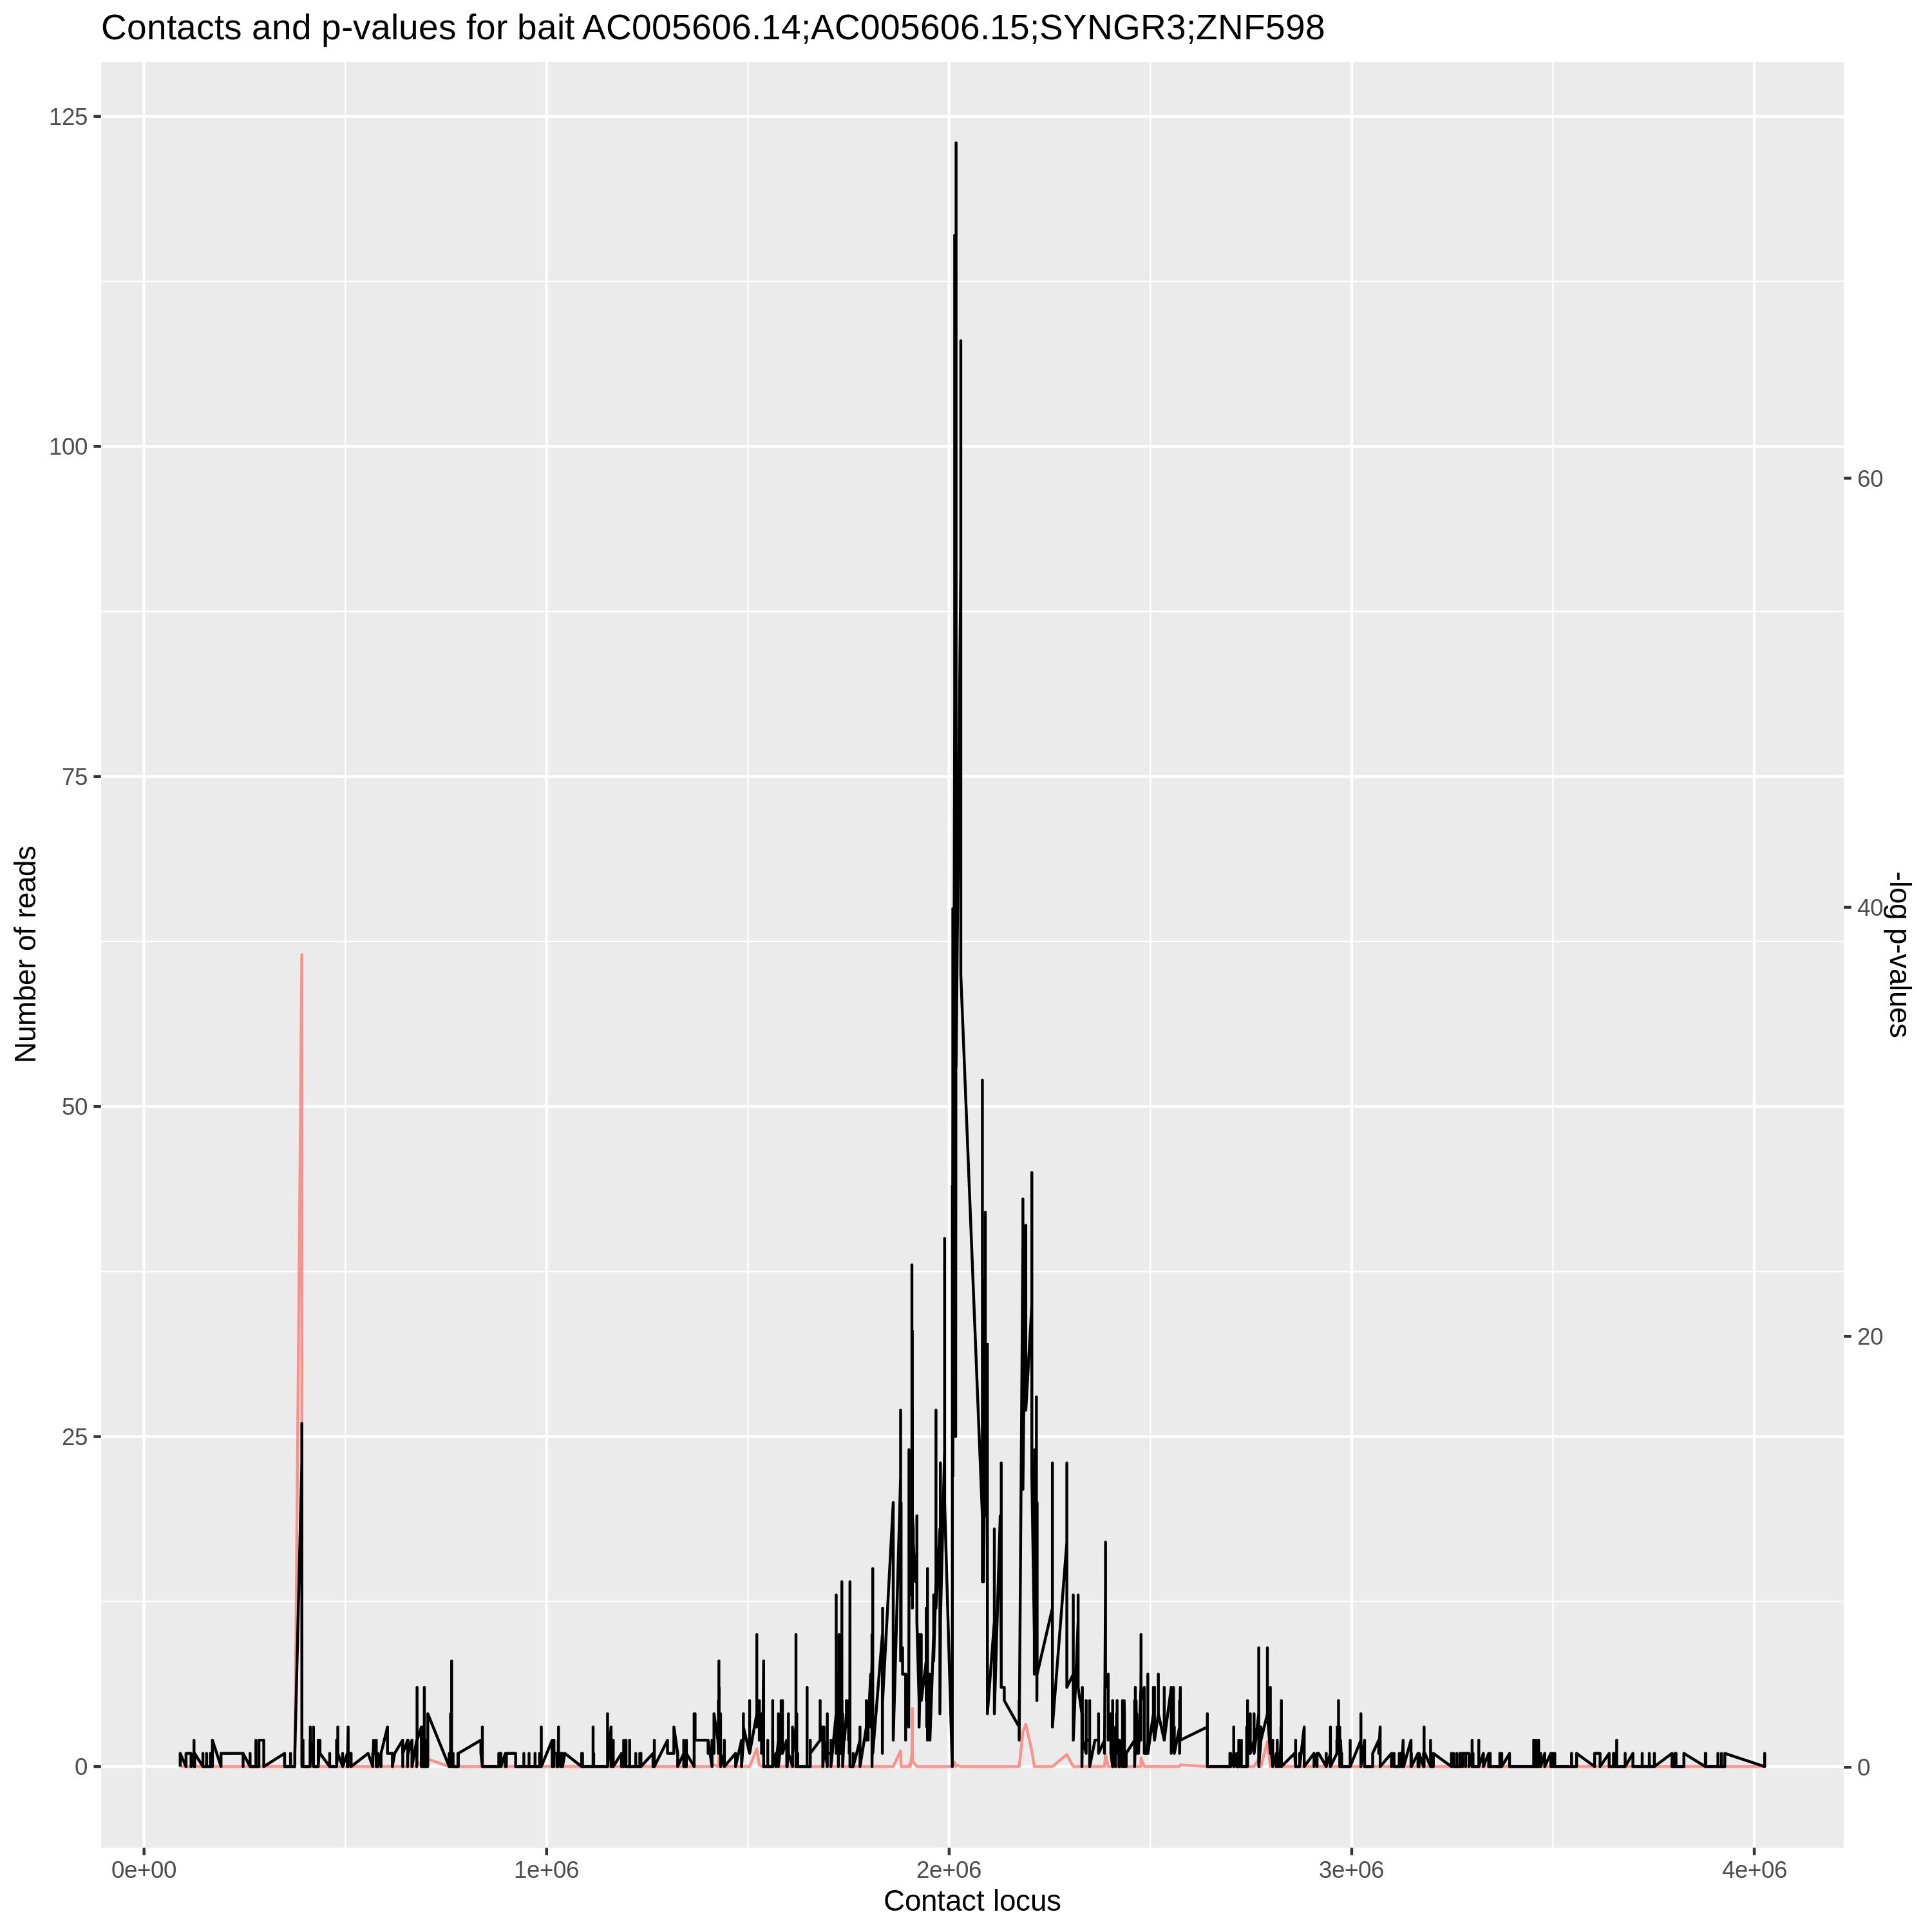 Contacts and p-values for bait AC005606.14;AC005606.15;SYNGR3;ZNF598
125
100
75
50
25
0
Number of reads
60
40
20
0
-log p-values
0e+00
1e+06
2e+06
3e+06
4e+06
Contact locus